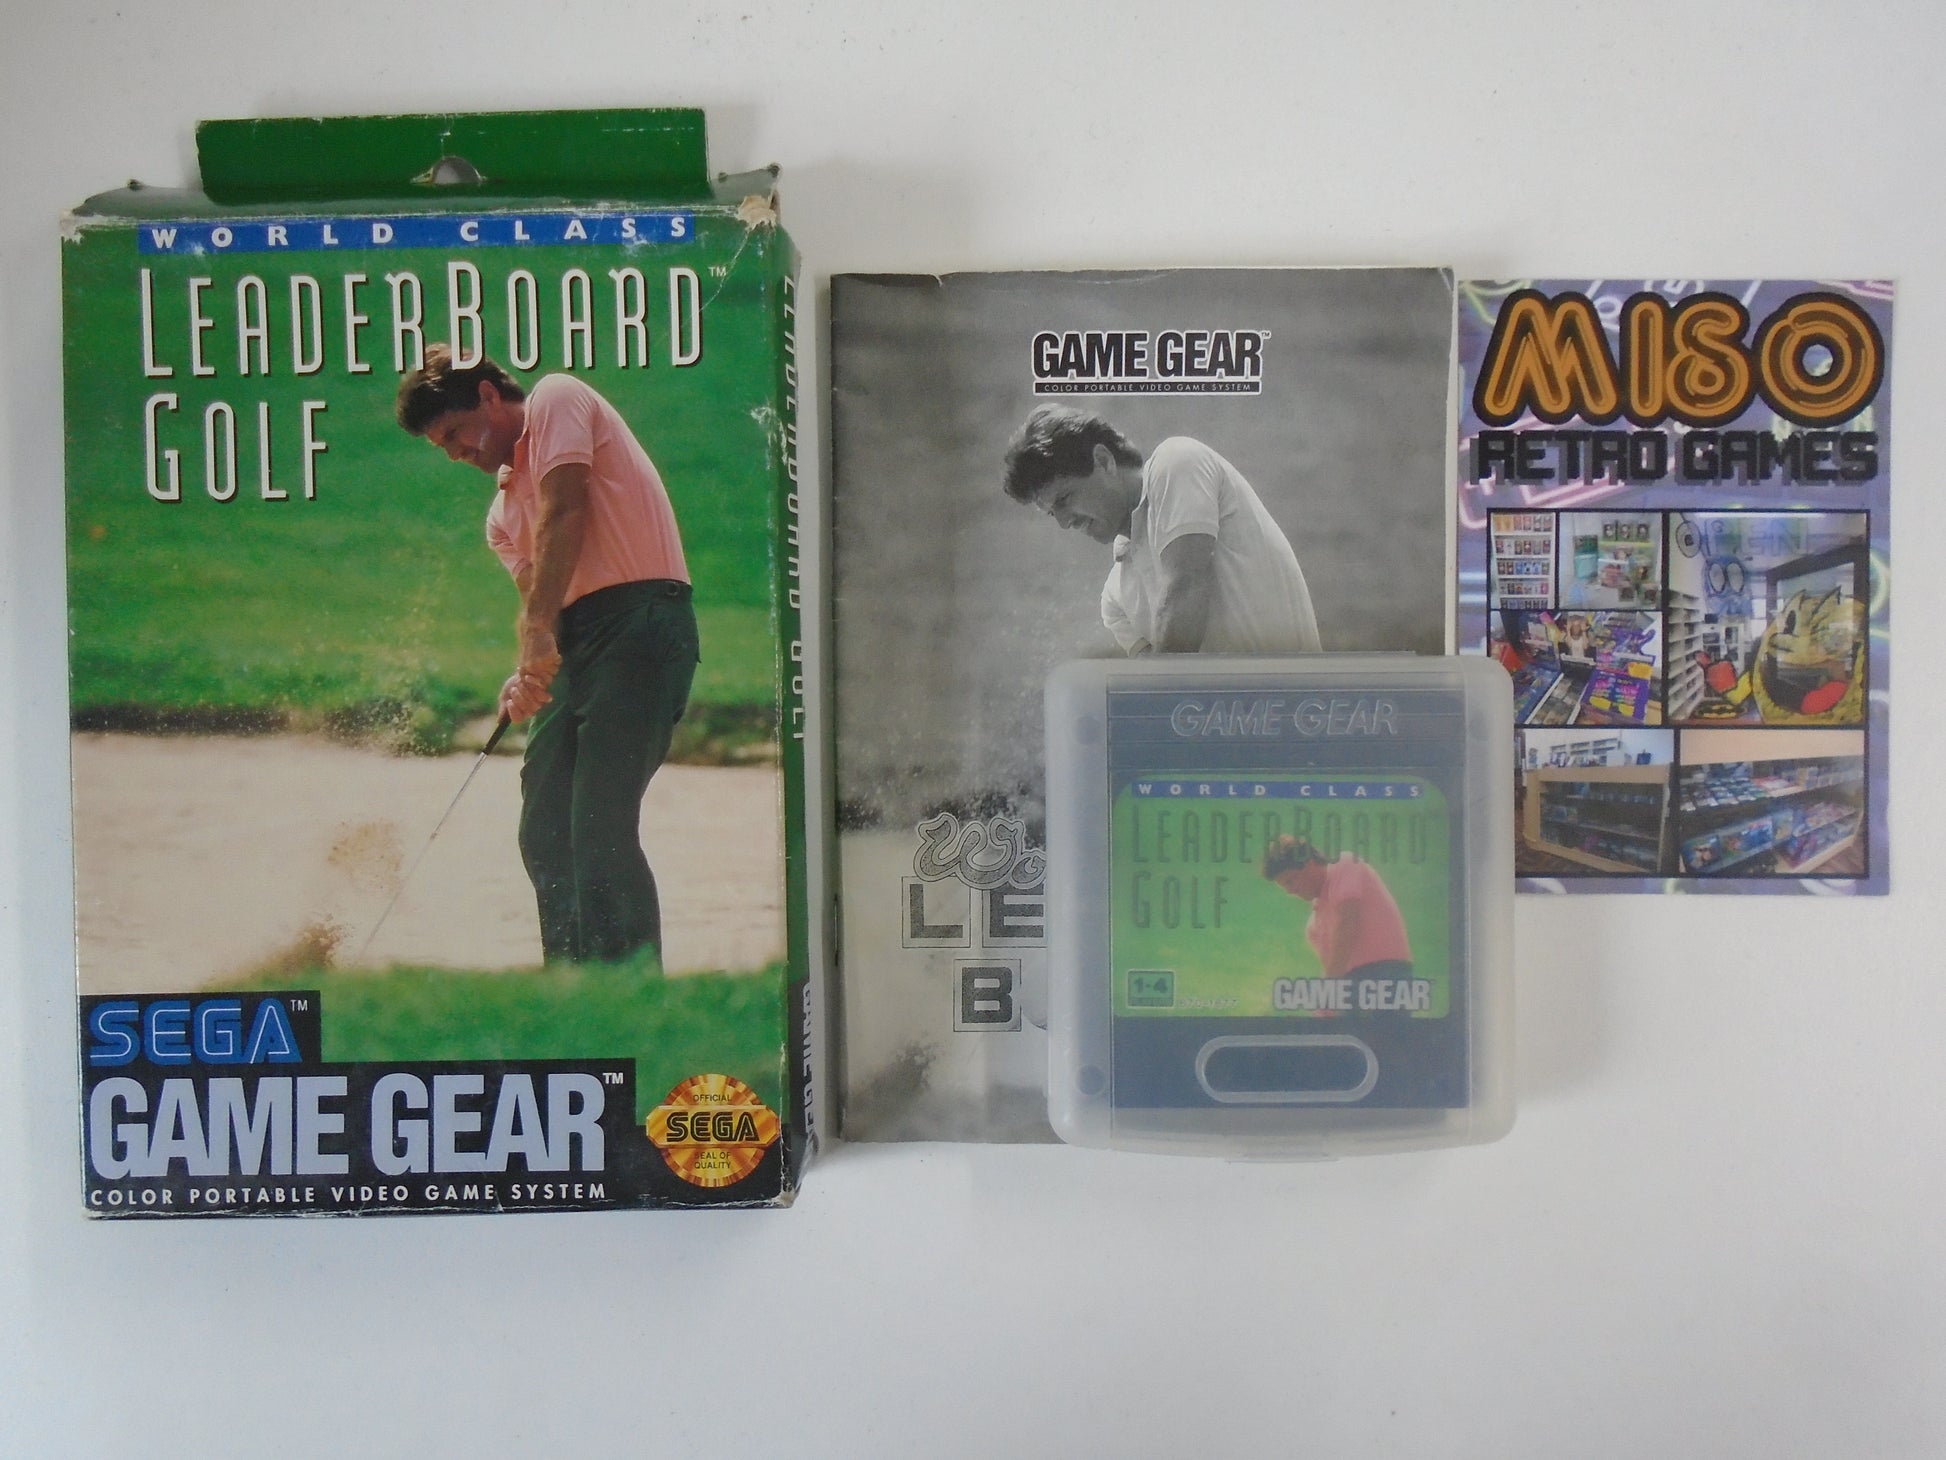 WORLD CLASS
LEADERBOARD™
GOLF
LEADERBOARD GOLF
SEGA™
GAME GEAR™
COLOR PORTABLE VIDEO GAME SYSTEM
OFFICIAL
SEGA
SEAL OF
QUALITY
GAME GEAR
GAME GEAR™
COLOR PORTABLE VIDEO GAME SYSTEM
LE
B
GAME GEAR
WORLD CLASS
LEADERBOARD
GOLF
1-4
GAME GEAR™
MISO
RETRO GAMES